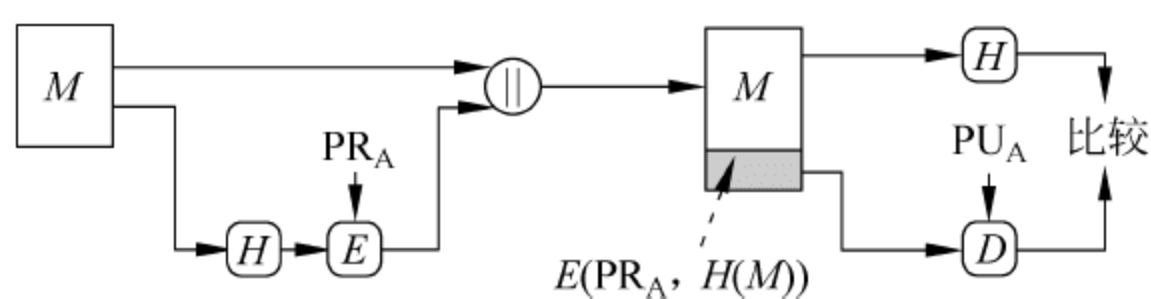 M
||
M
H
PR_A
PU_A
比较
H
E
D
E(PR_A, H(M))